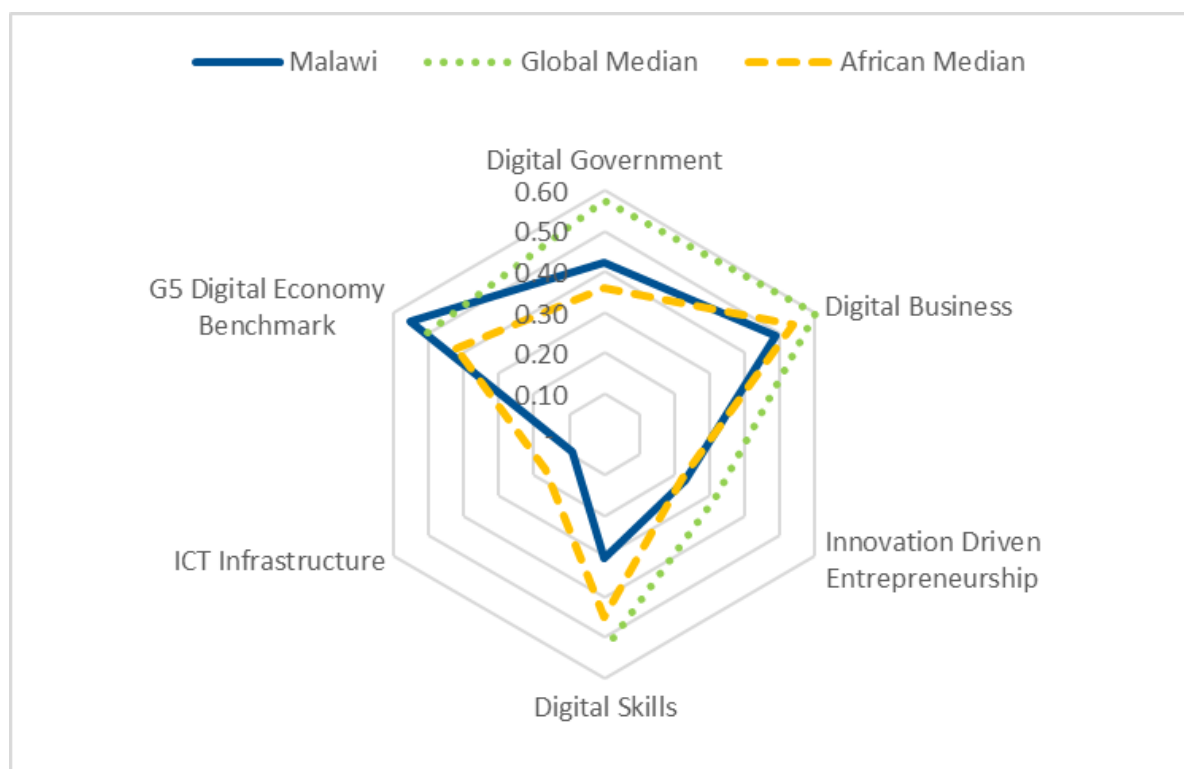 Malawi
Global Median
African Median
Digital Government
0.60
0.50
0.40
0.30
0.20
0.10
G5 Digital Economy
Benchmark
Digital Business
ICT Infrastructure
Innovation Driven
Entrepreneurship
Digital Skills